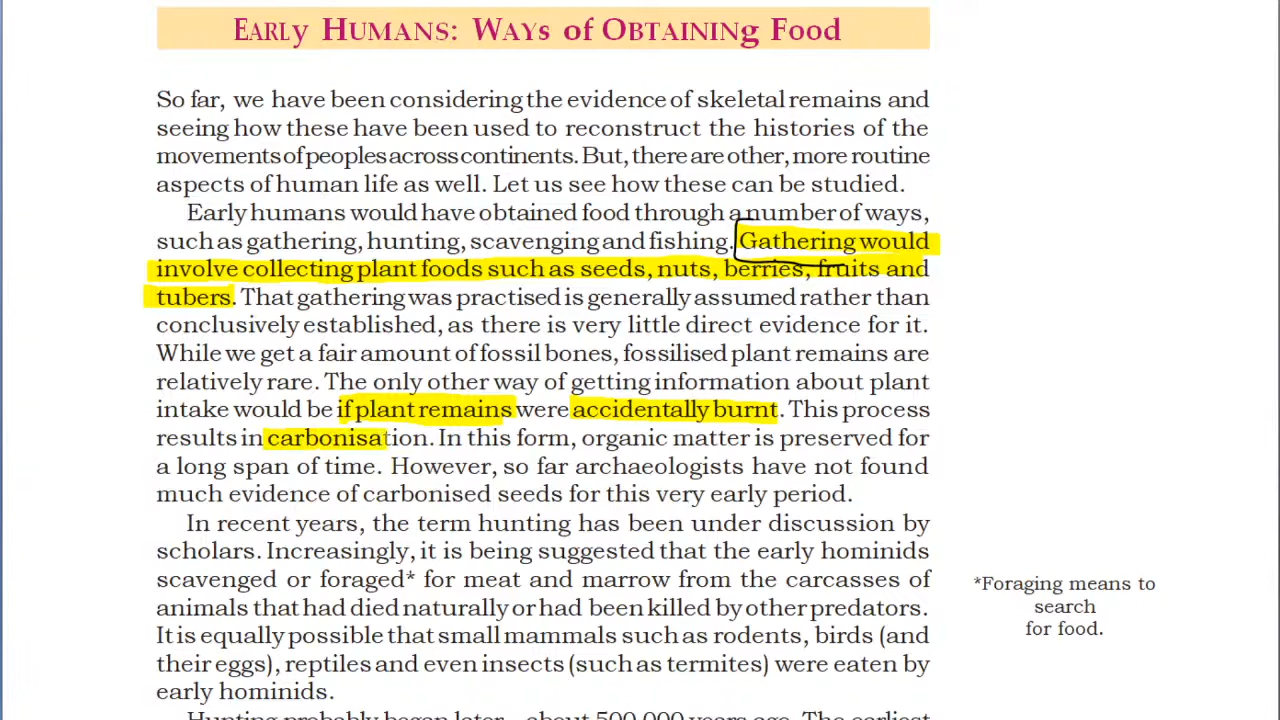 EARLy HUMANS: WAYs of OBTAININg Food
So far, we have been considering the evidence of skeletal remains and
seeing how these have been used to reconstruct the histories of the
movements of peoples across continents. But, there are other, more routine
aspects of human life as well. Let us see how these can be studied.
Early humans would have obtained food through a number of ways,
such as gathering, hunting, scavenging and fishing. Gathering would
involve collecting plant foods such as seeds, nuts, berries, fruits and
tubers. That gathering was practised is generally assumed rather than
conclusively established, as there is very little direct evidence for it.
While we get a fair amount of fossil bones, fossilised plant remains are
relatively rare. The only other way of getting information about plant
intake would be if plant remains were accidentally burnt. This process
results in carbonisation. In this form, organic matter is preserved for
a long span of time. However, so far archaeologists have not found
much evidence of carbonised seeds for this very early period.
In recent years, the term hunting has been under discussion by
scholars. Increasingly, it is being suggested that the early hominids
scavenged or foraged* for meat and marrow from the carcasses of
animals that had died naturally or had been killed by other predators.
It is equally possible that small mammals such as rodents, birds (and
their eggs), reptiles and even insects (such as termites) were eaten by
early hominids.
Hunting probably began later – about 500,000 years ago. The earliest
*Foraging means to
search
for food.